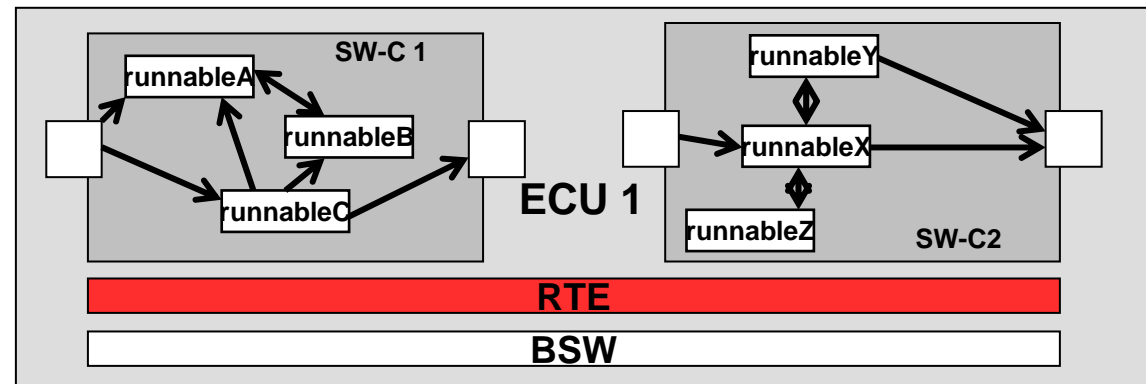 SW-C 1
runnableA
runnableB
runnableC
ECU 1
runnableY
runnableX
runnableZ
SW-C2
RTE
BSW